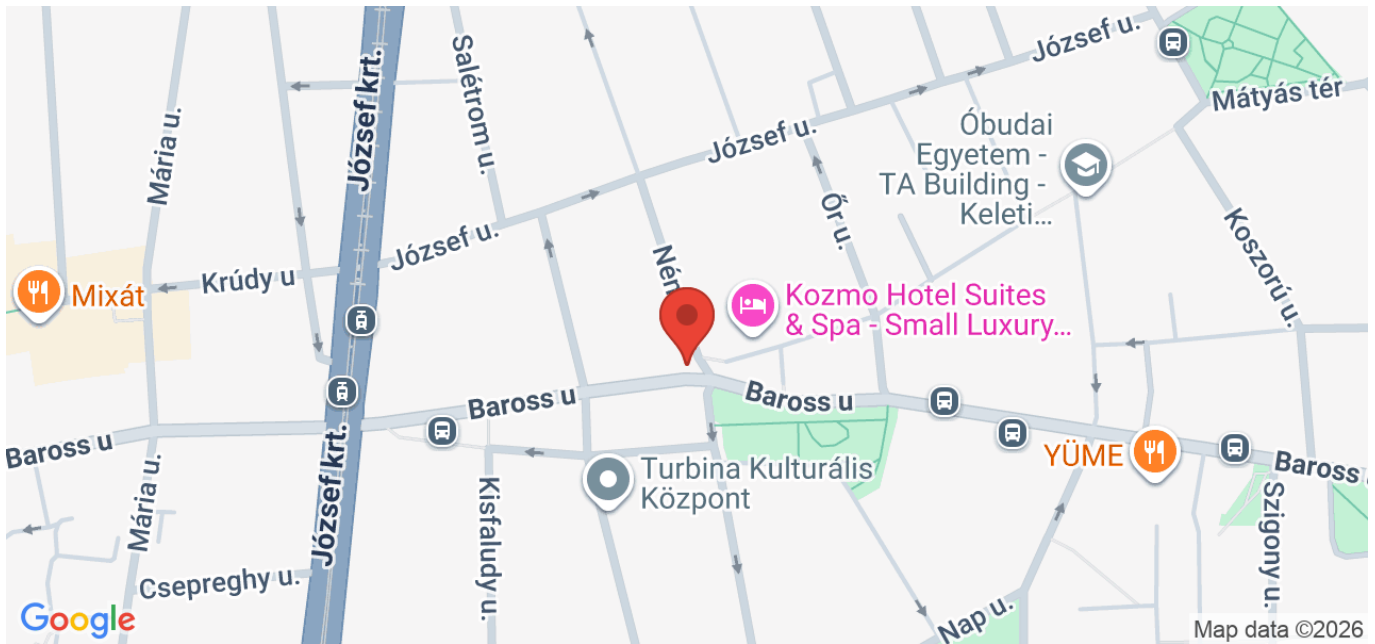 Salétrom u.
József krt.
József u.
Mátyás tér
Mária u.
József u.
Óbudai
Egyetem -
TA Building -
Keleti...
Őr u.
Koszorú u.
József u.
Krúdy u
Mixát
Kozmo Hotel Suites
& Spa - Small Luxury...
Baross u
Baross u
Baross u
YÜME
Baross
Turbina Kulturális
Központ
József krt.
Mária u.
Kisfaludy u.
Szigony u.
Csepreghy u.
Nap u.
Google
Map data ©2026